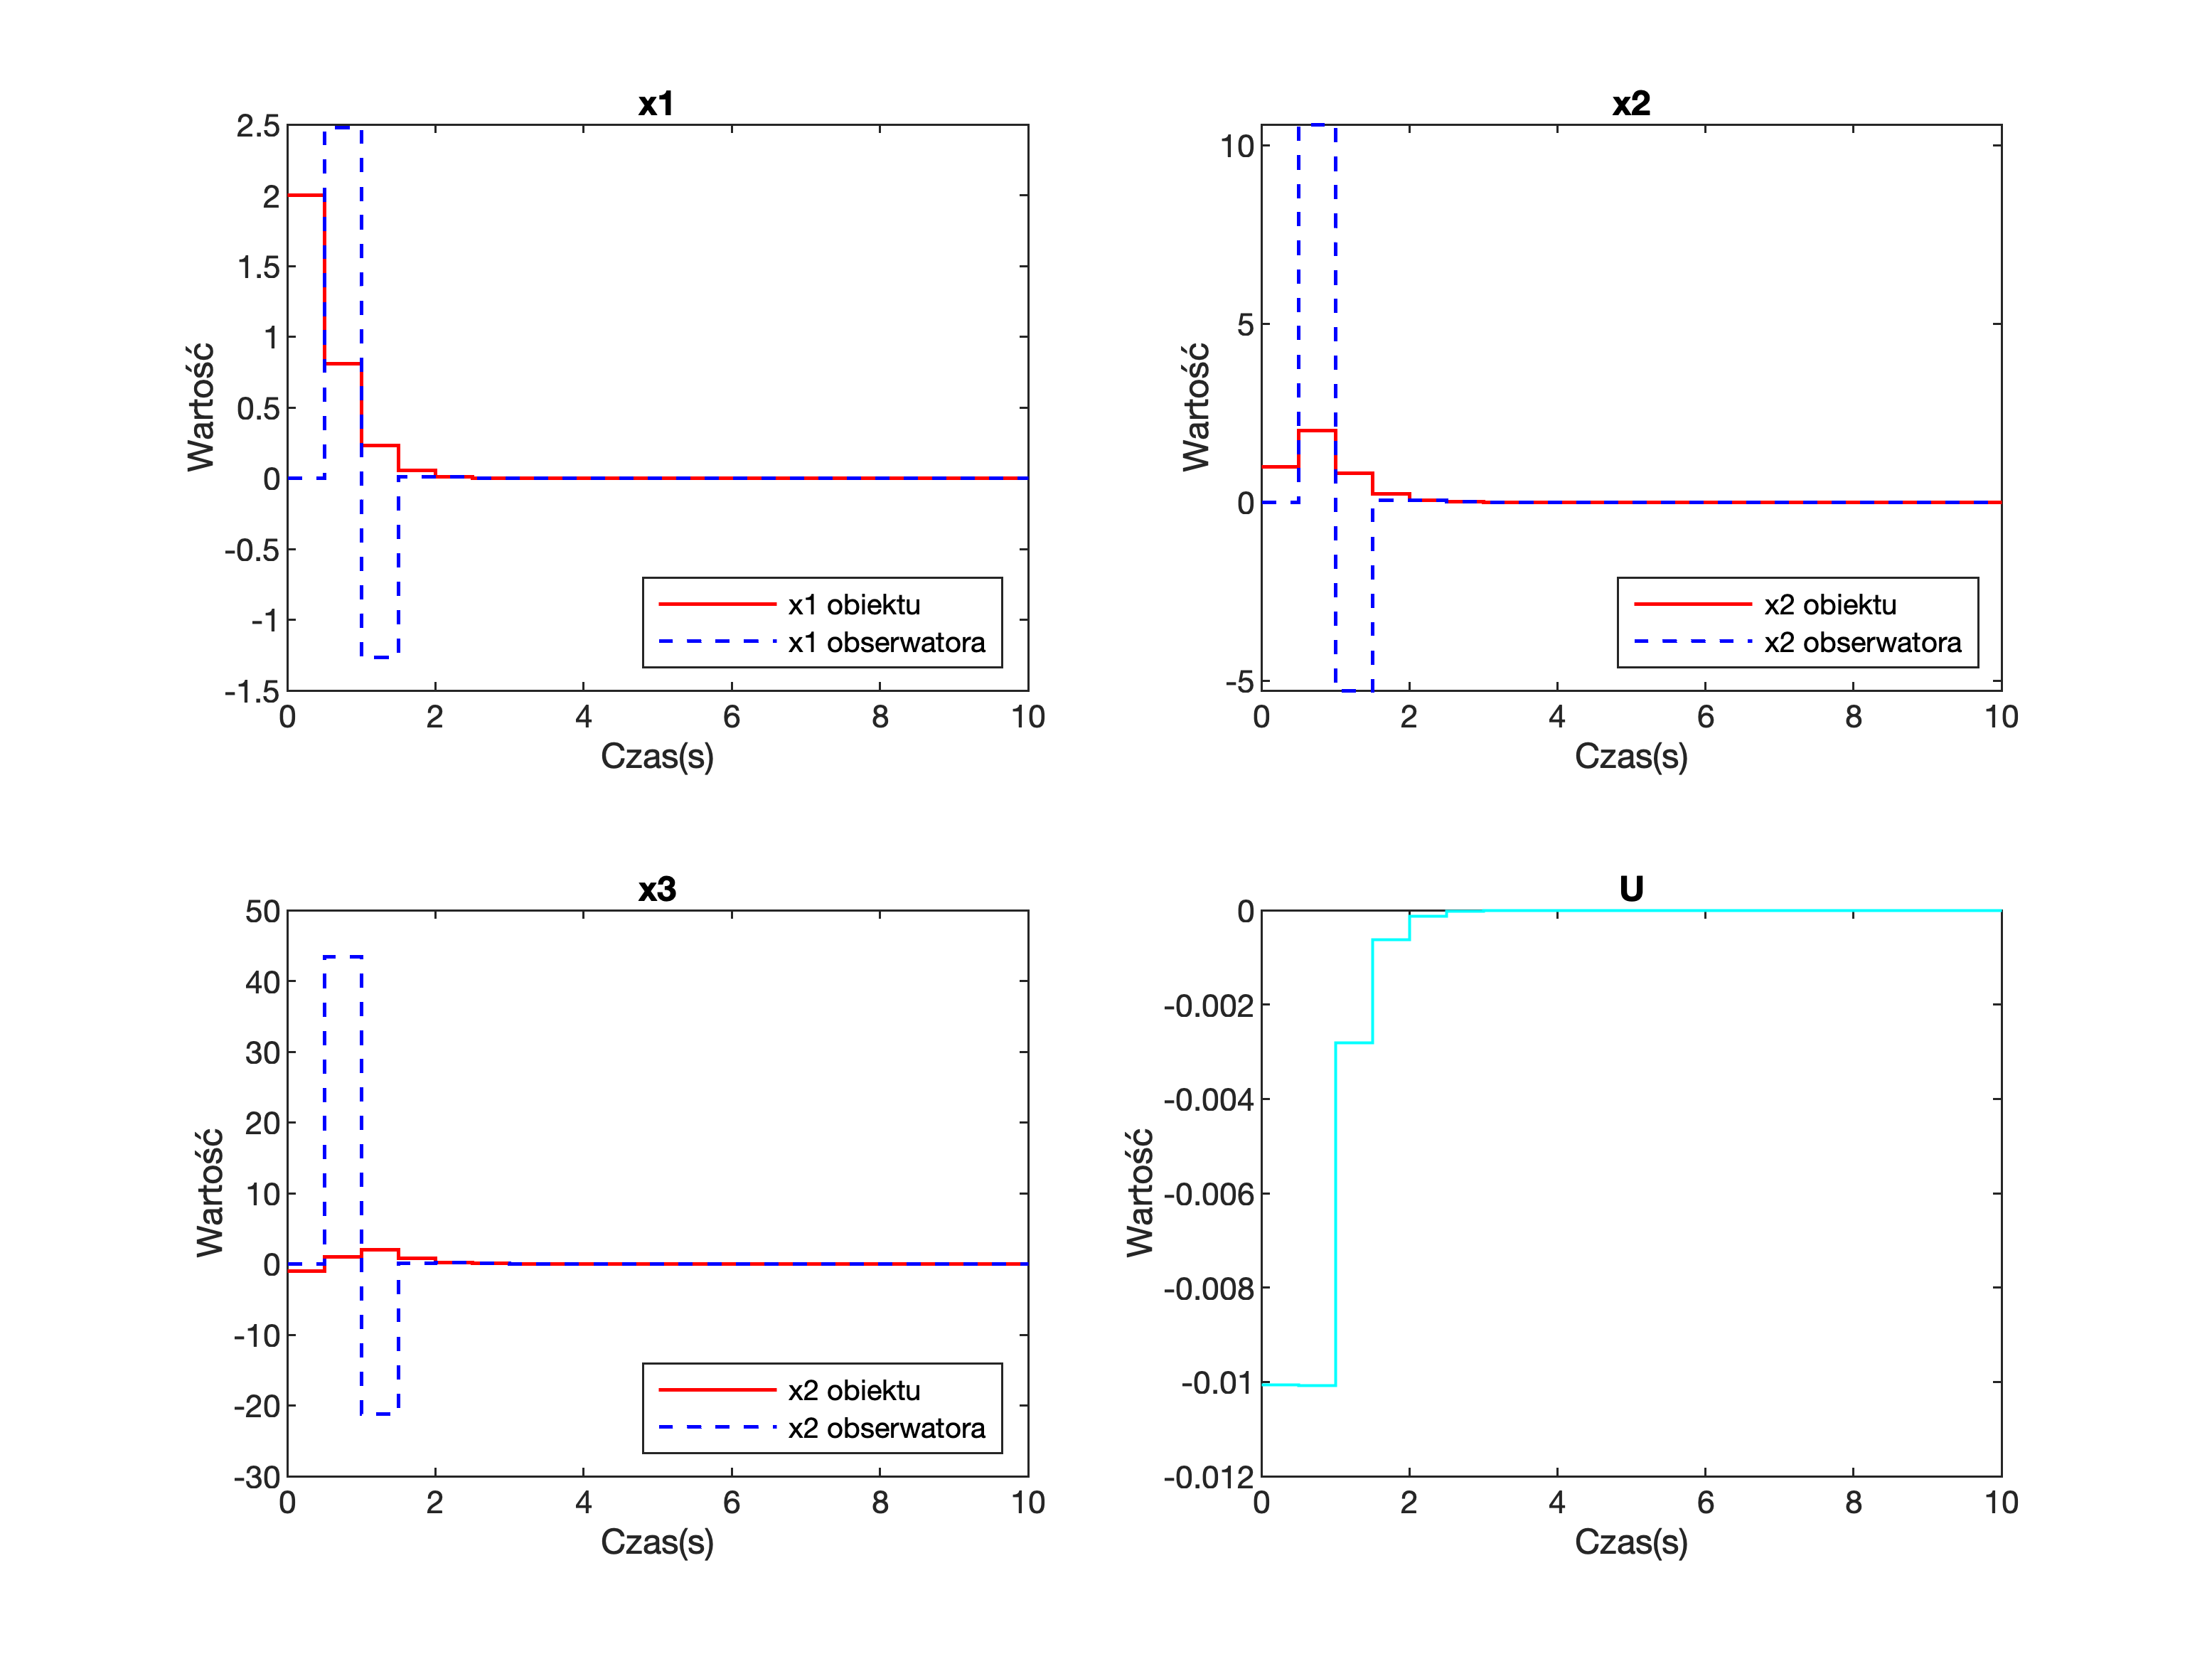 x1
2.5
2
1.5
1
0.5
0
-0.5
-1
-1.5
Wartość
0 2 4 6 8 10
Czas(s)
x1 obiektu
x1 obserwatora
x2
10
5
0
-5
Wartość
0 2 4 6 8 10
Czas(s)
x2 obiektu
x2 obserwatora
x3
50
40
30
20
10
0
-10
-20
-30
Wartość
0 2 4 6 8 10
Czas(s)
x2 obiektu
x2 obserwatora
U
0
-0.002
-0.004
-0.006
-0.008
-0.01
-0.012
Wartość
0 2 4 6 8 10
Czas(s)